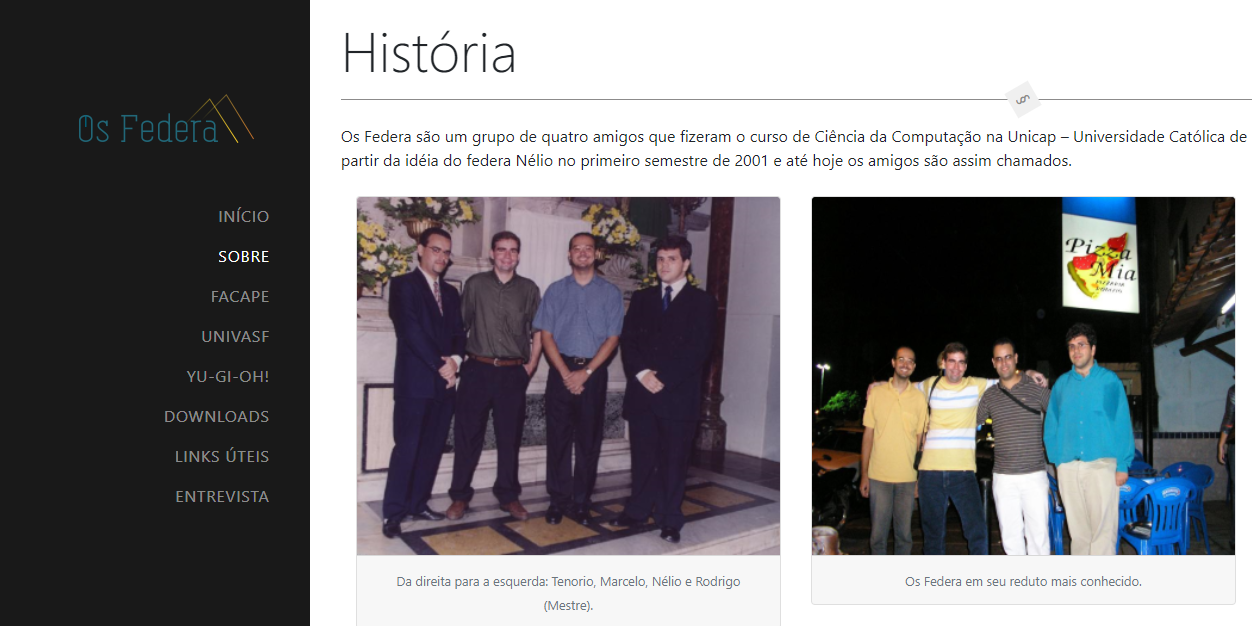 Os Federa
INÍCIO
SOBRE
FACAPE
UNIVASF
YU-GI-OH!
DOWNLOADS
LINKS ÚTEIS
ENTREVISTA
História
§
Os Federa são um grupo de quatro amigos que fizeram o curso de Ciência da Computação na Unicap – Universidade Católica de
partir da idéia do federa Nélio no primeiro semestre de 2001 e até hoje os amigos são assim chamados.
Pizza
Mia
Da direita para a esquerda: Tenorio, Marcelo, Nélio e Rodrigo
(Mestre).
Os Federa em seu reduto mais conhecido.